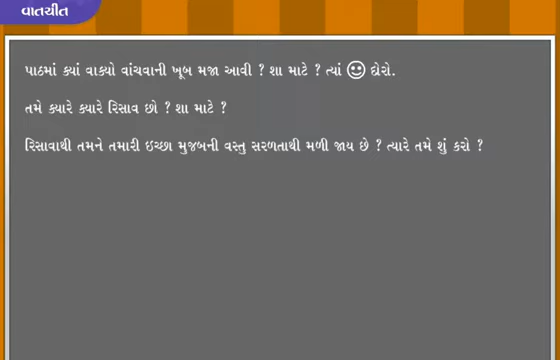 વાતચીત
પાઠમાં ક્યાં વાક્યો વાંચવાની ખૂબ મજા આવી ? શા માટે ? ત્યાં ☺ દોરો.
તમે ક્યારે ક્યારે રિસાવ છો ? શા માટે ?
રિસાવાથી તમને તમારી ઇચ્છા મુજબની વસ્તુ સરળતાથી મળી જાય છે ? ત્યારે તમે શું કરો ?